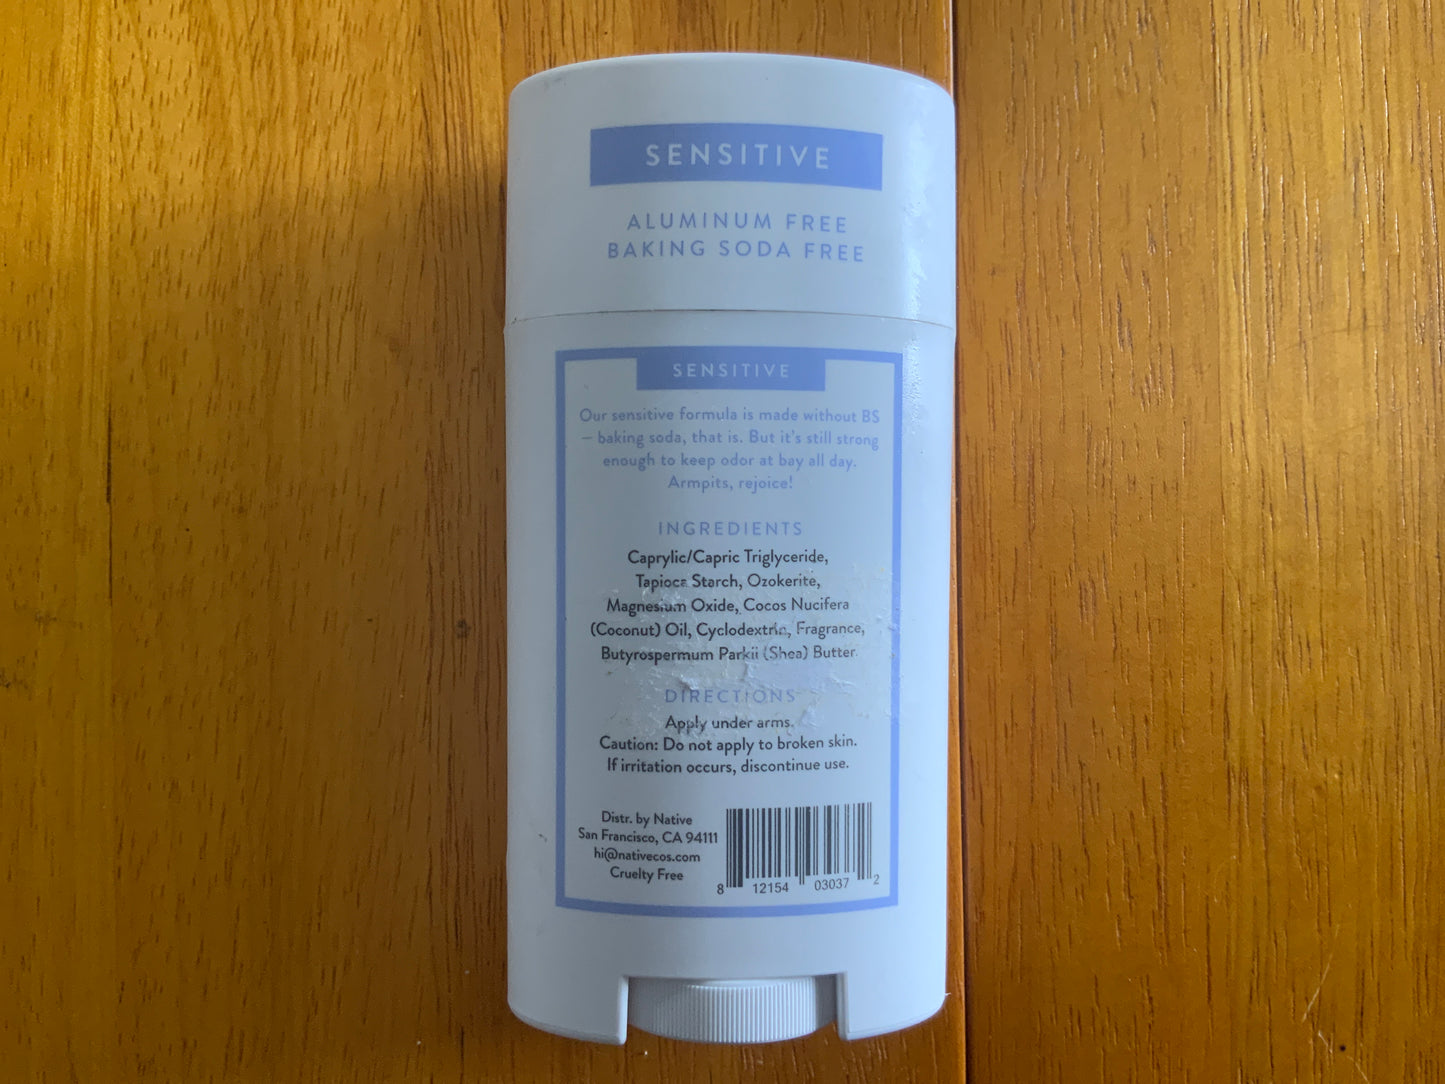 SENSITIVE
ALUMINUM FREE
BAKING SODA FREE
SENSITIVE
Our sensitive formula is made without BS
– baking soda, that is. But it's still strong
enough to keep odor at bay all day.
Armpits, rejoice!
INGREDIENTS
Caprylic/Capric Triglyceride,
Tapioca Starch, Ozokerite,
Magnesium Oxide, Cocos Nucifera
(Coconut) Oil, Cyclodextrin, Fragrance,
Butyrospermum Parkii (Shea) Butter.
DIRECTIONS
Apply under arms.
Caution: Do not apply to broken skin.
If irritation occurs, discontinue use.
Distr. by Native
San Francisco, CA 94111
hi@nativecos.com
Cruelty Free
8 12154 03037 2